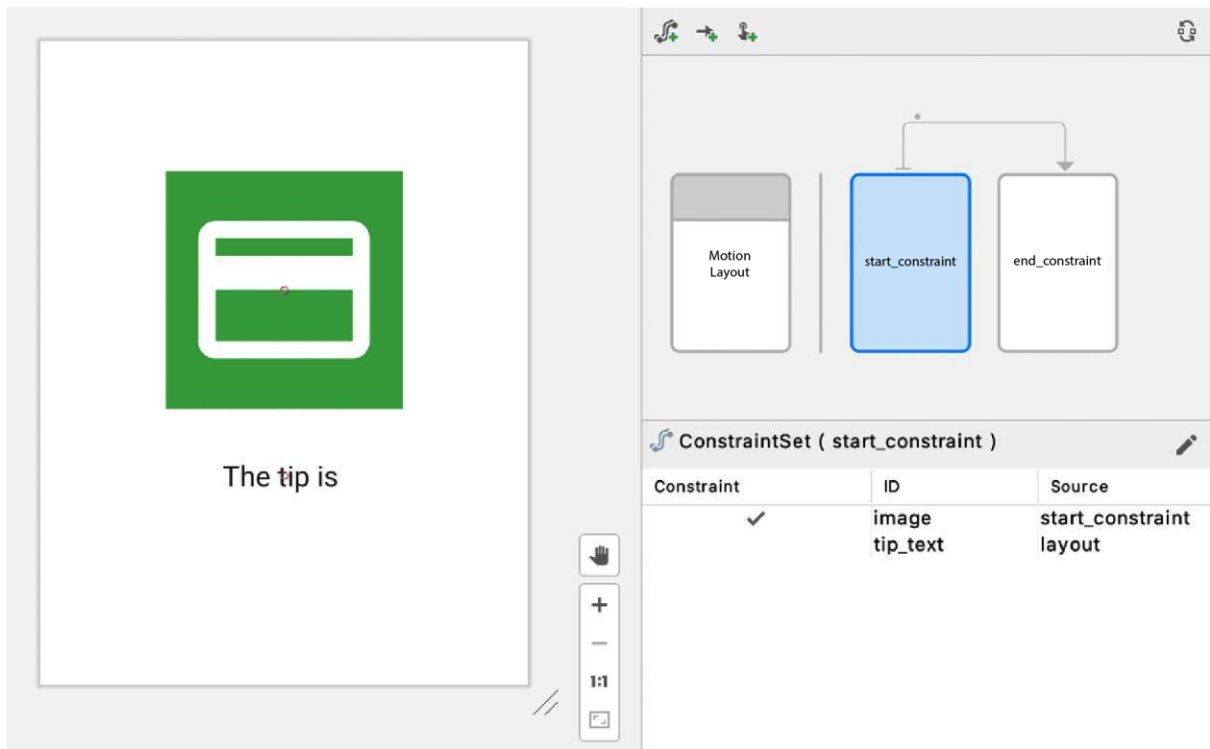 The tip is
1:1
Motion
Layout
start_constraint
end_constraint
ConstraintSet ( start_constraint )
Constraint ID Source
image start_constraint
tip_text layout